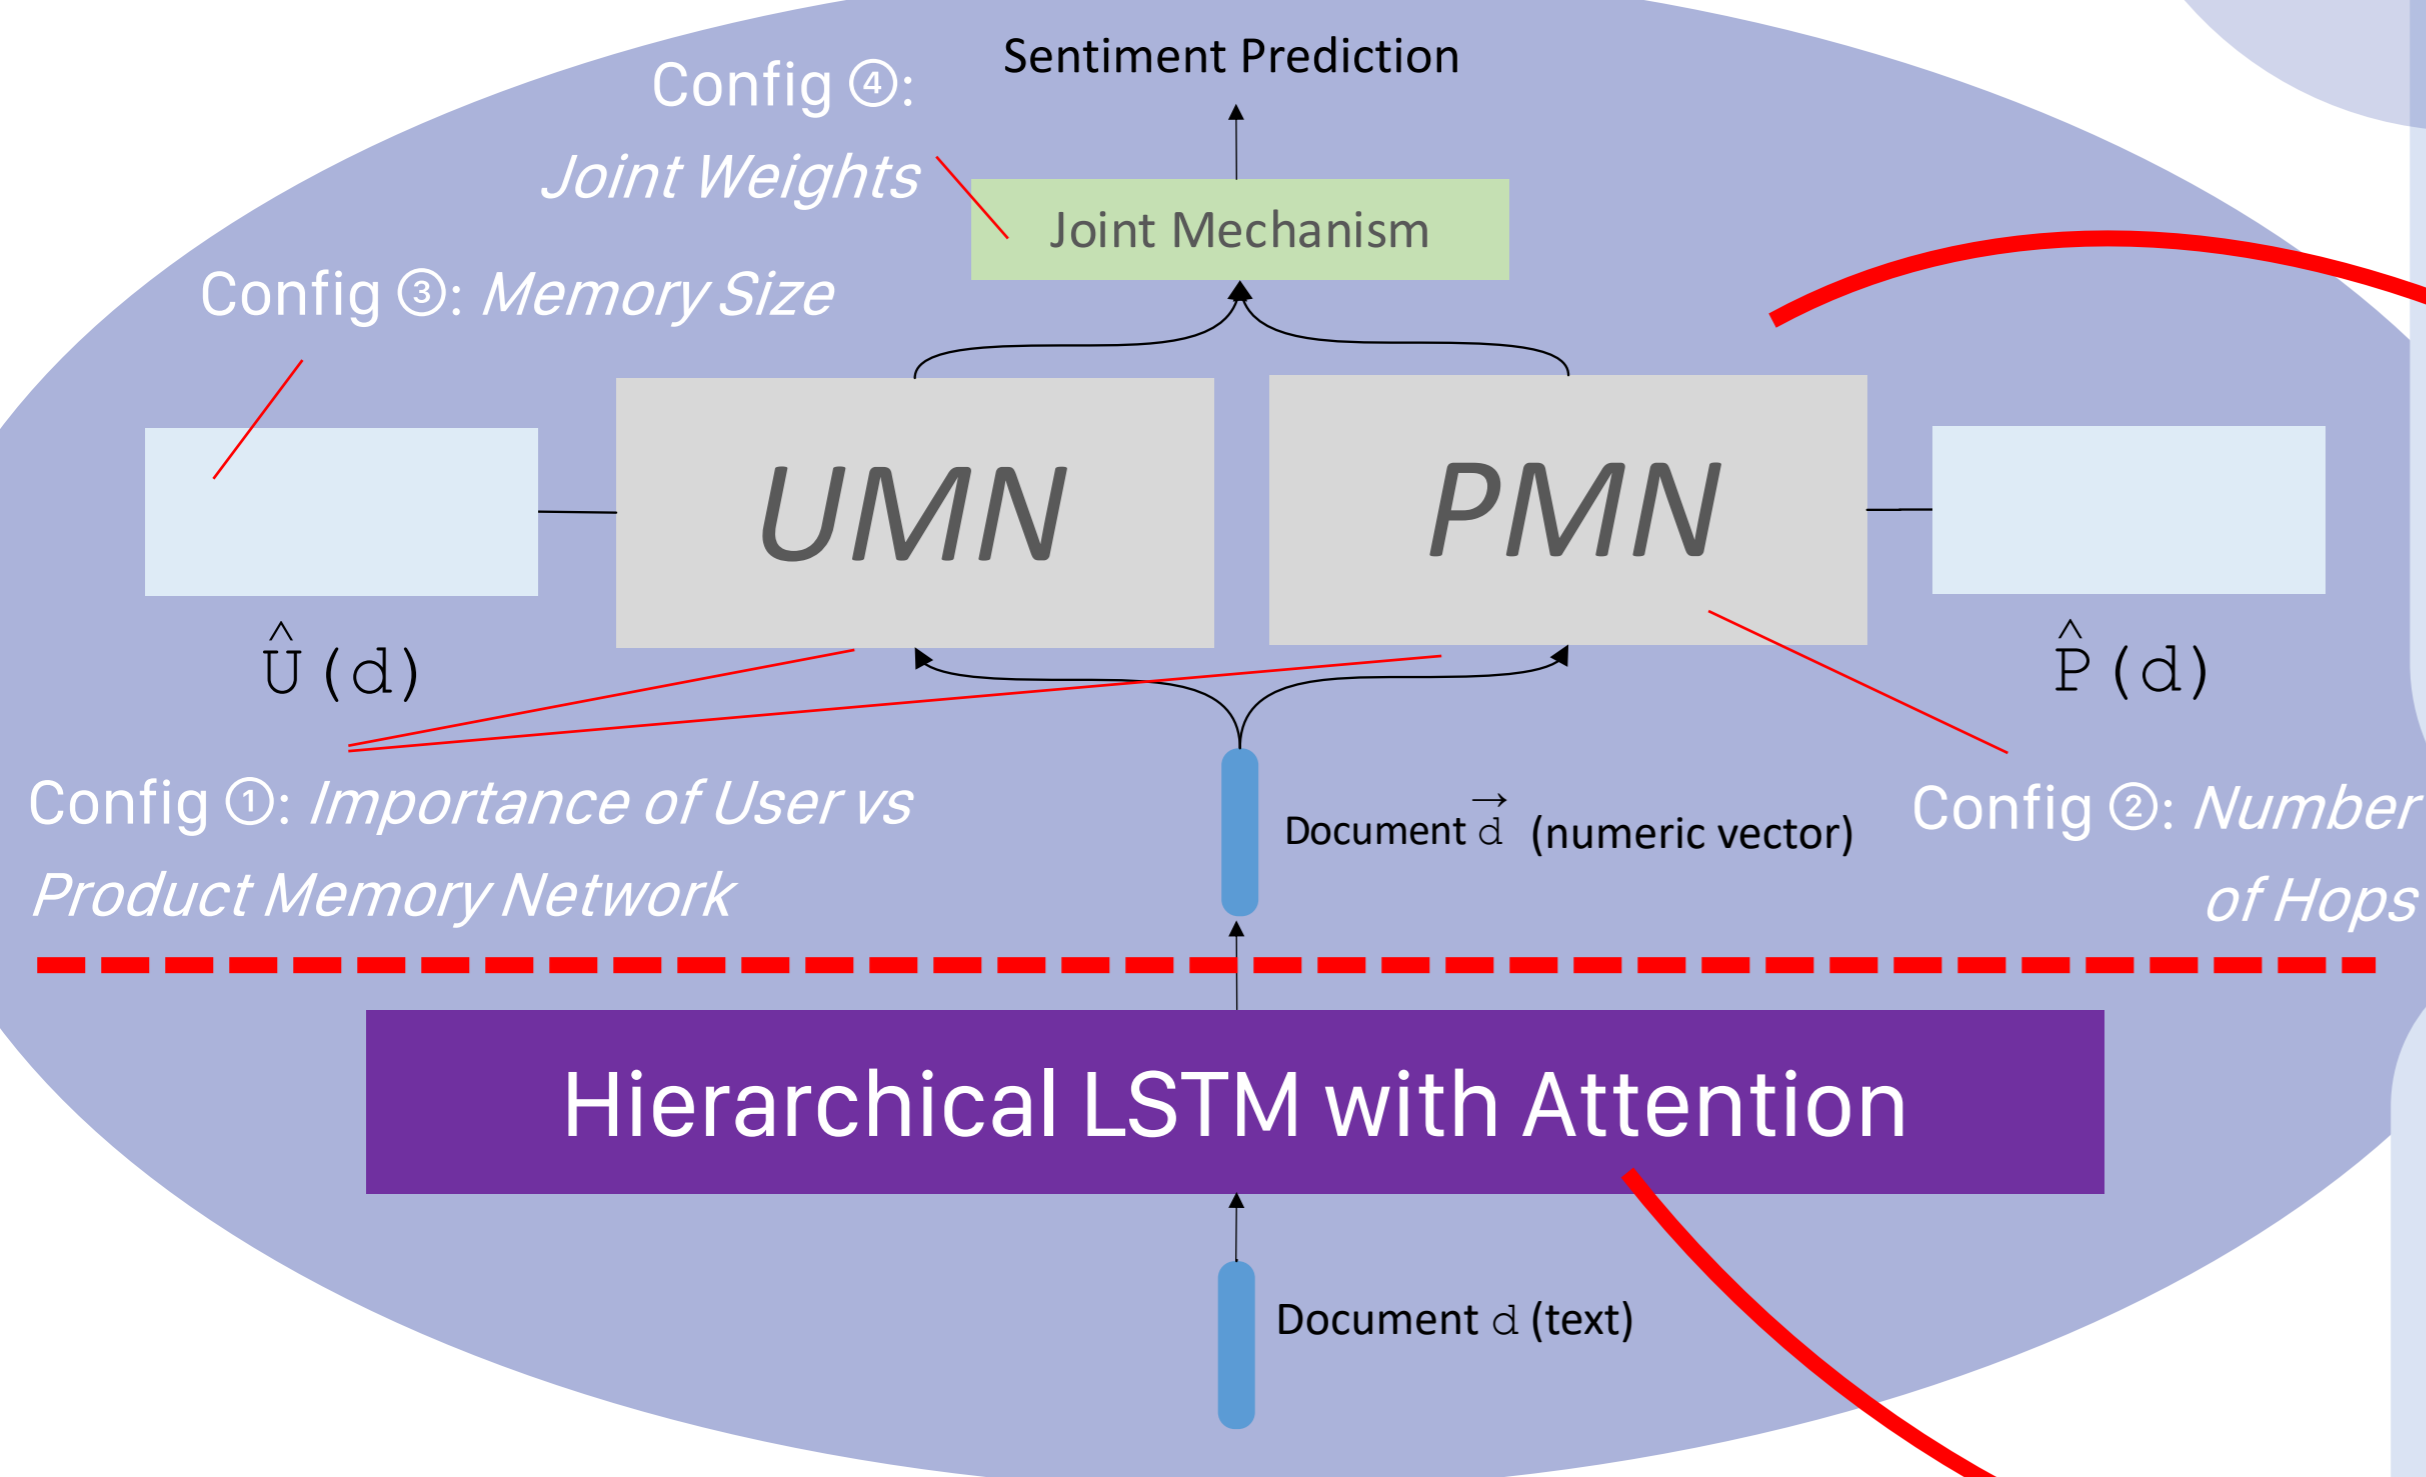 Sentiment Prediction
Config ④:
Joint Weights
Joint Mechanism
Config ③: Memory Size
UMN
PMN
Û (d)
P̂ (d)
Config ①: Importance of User vs
Product Memory Network
Document d⃗ (numeric vector)
Config ②: Number
of Hops
Hierarchical LSTM with Attention
Document d (text)